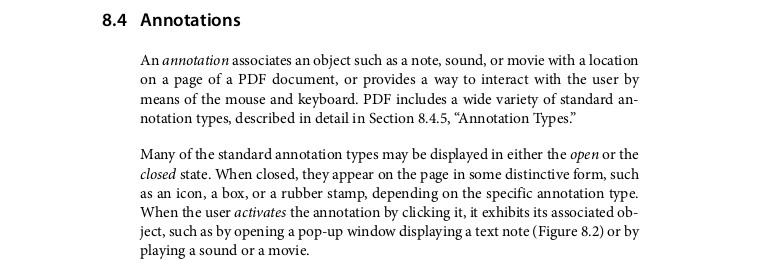 8.4 Annotations
An annotation associates an object such as a note, sound, or movie with a location
on a page of a PDF document, or provides a way to interact with the user by
means of the mouse and keyboard. PDF includes a wide variety of standard an-
notation types, described in detail in Section 8.4.5, “Annotation Types.”
Many of the standard annotation types may be displayed in either the open or the
closed state. When closed, they appear on the page in some distinctive form, such
as an icon, a box, or a rubber stamp, depending on the specific annotation type.
When the user activates the annotation by clicking it, it exhibits its associated ob-
ject, such as by opening a pop-up window displaying a text note (Figure 8.2) or by
playing a sound or a movie.